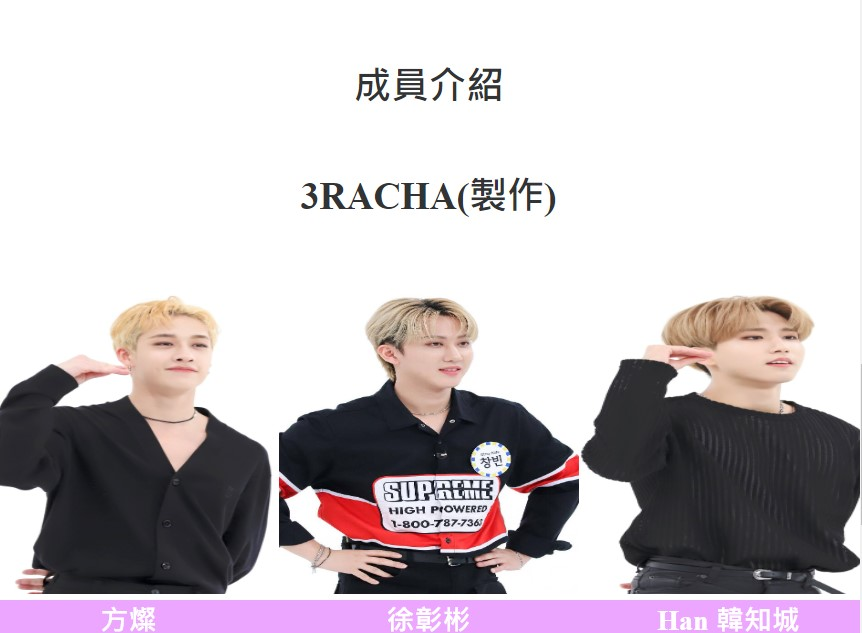 成員介紹
3RACHA(製作)
창빈
SUPREME
HIGH POWERED
1-800-787-736
方燦
徐彰彬
Han 韓知城